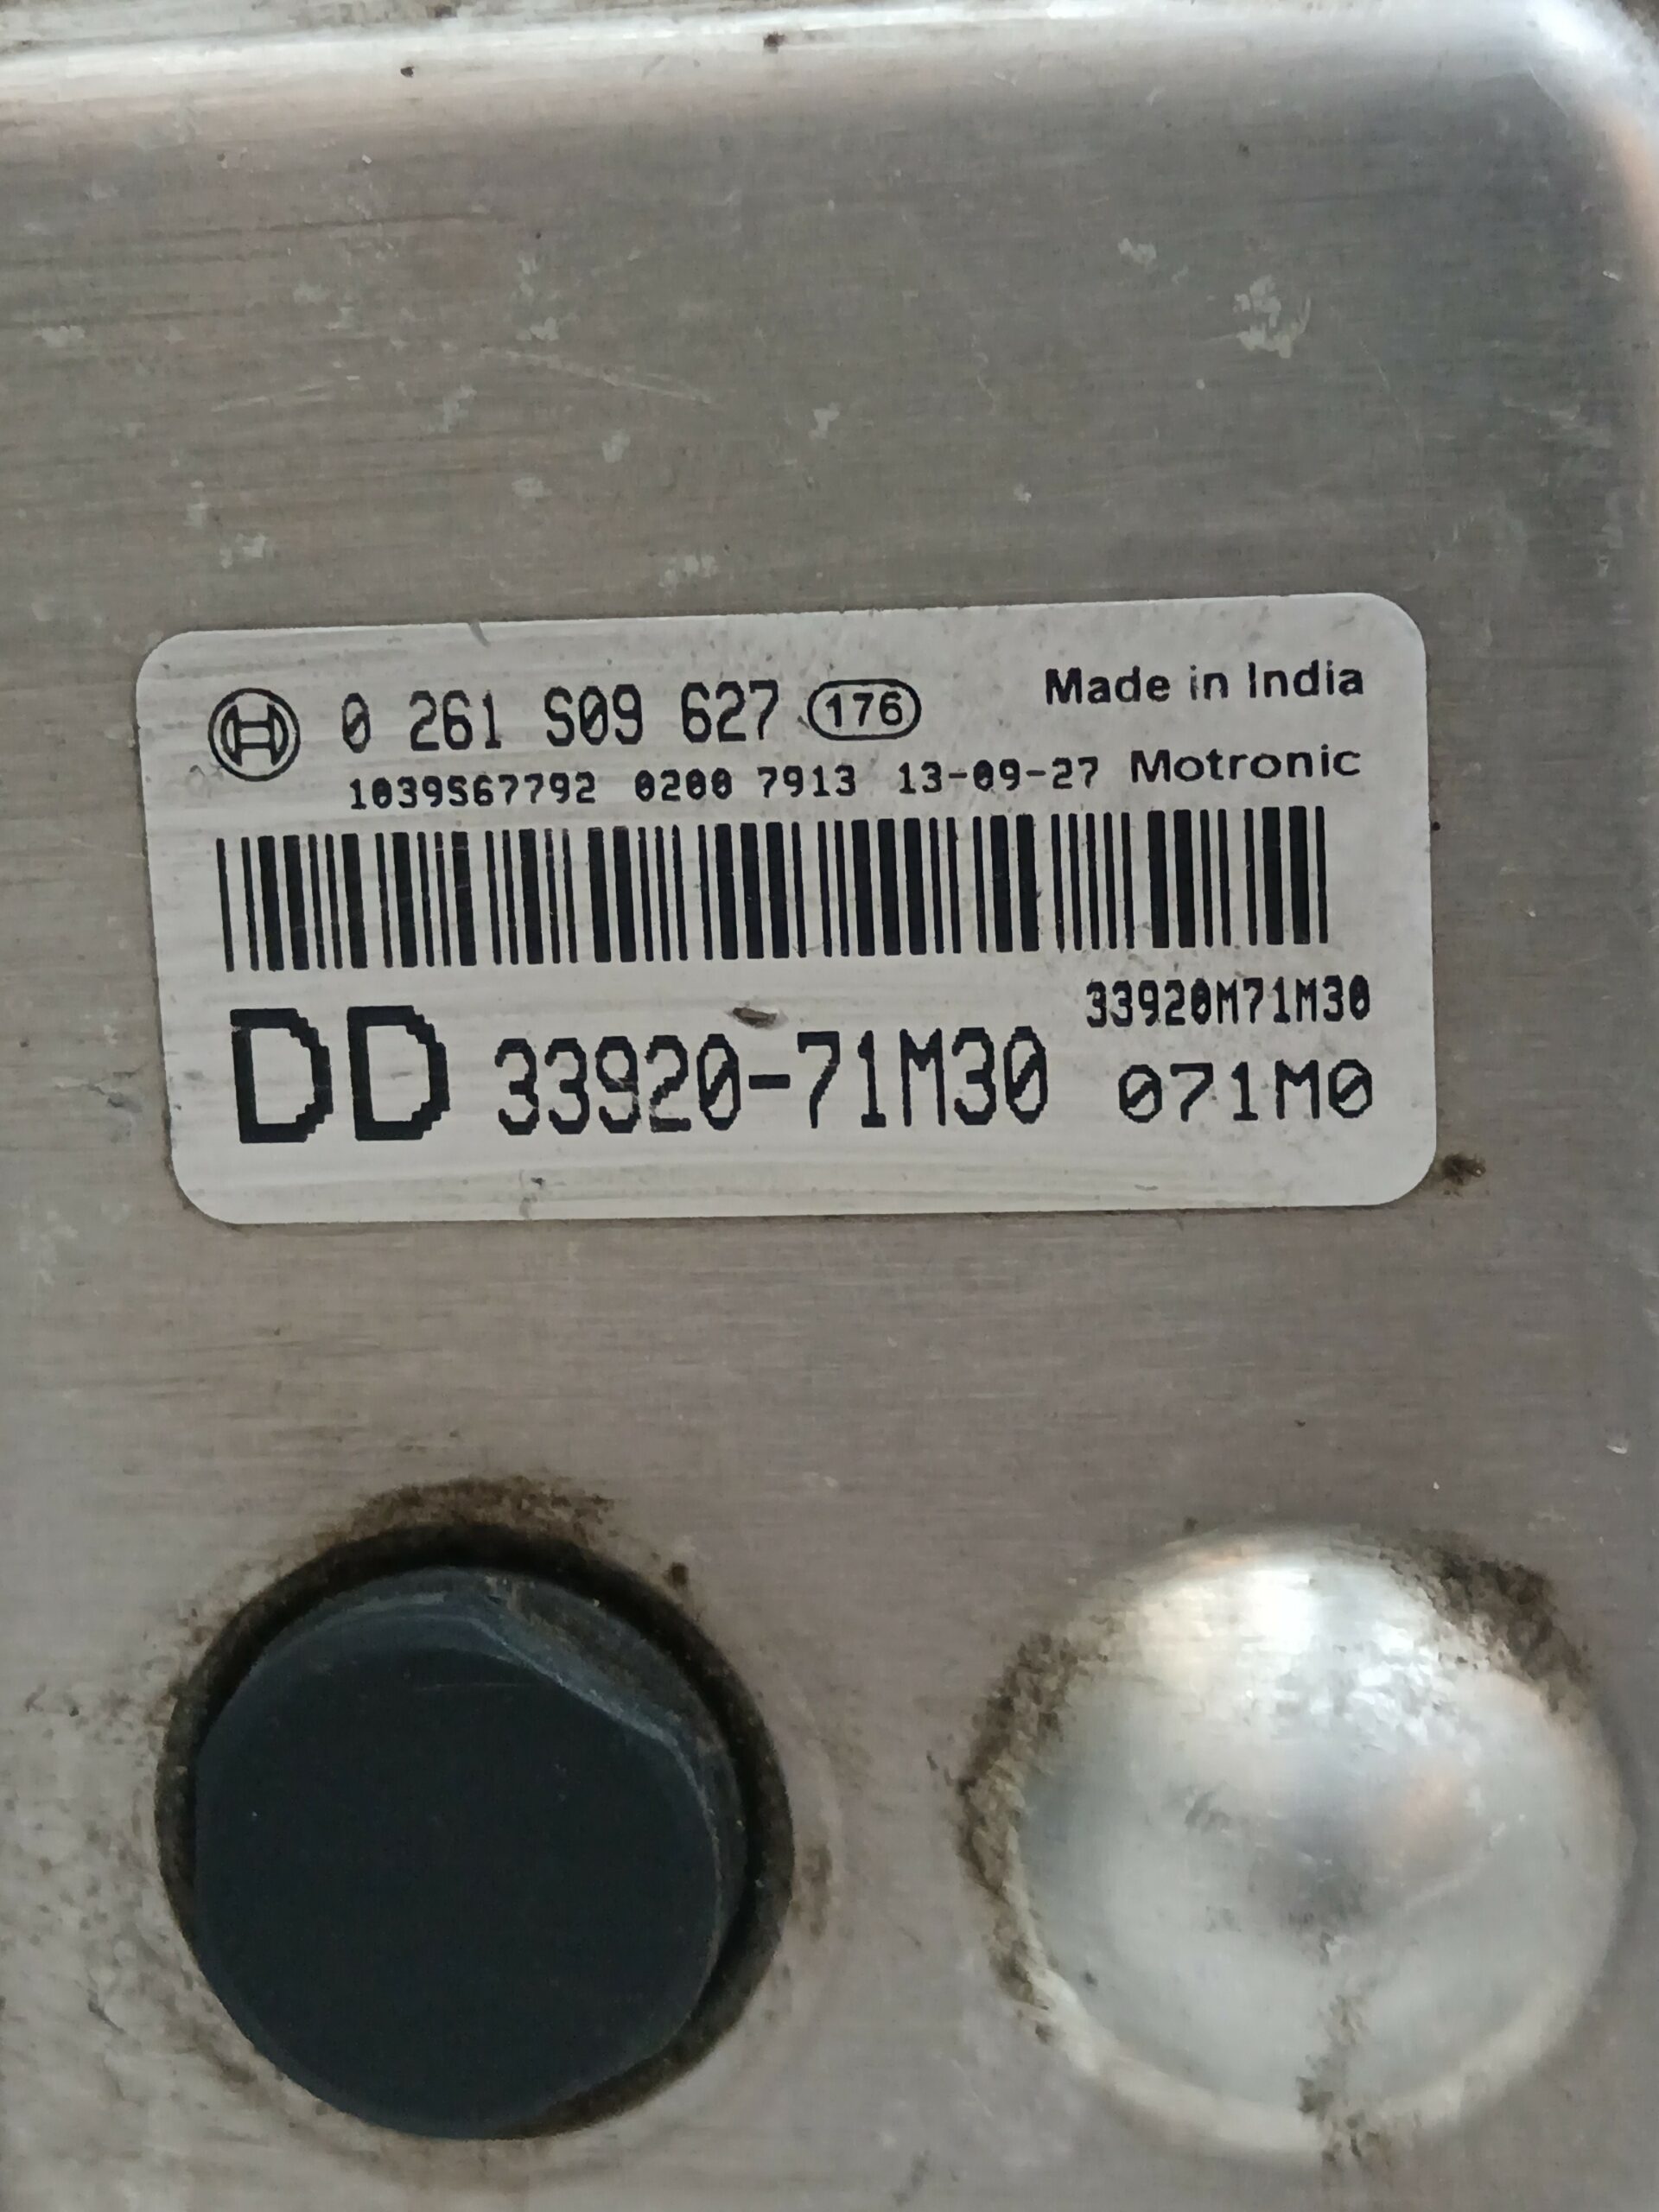 0 261 S09 627 176 Made in India
1039S67792 0200 7913 13-09-27 Motronic
33920M71M30
DD 33920-71M30 071M0